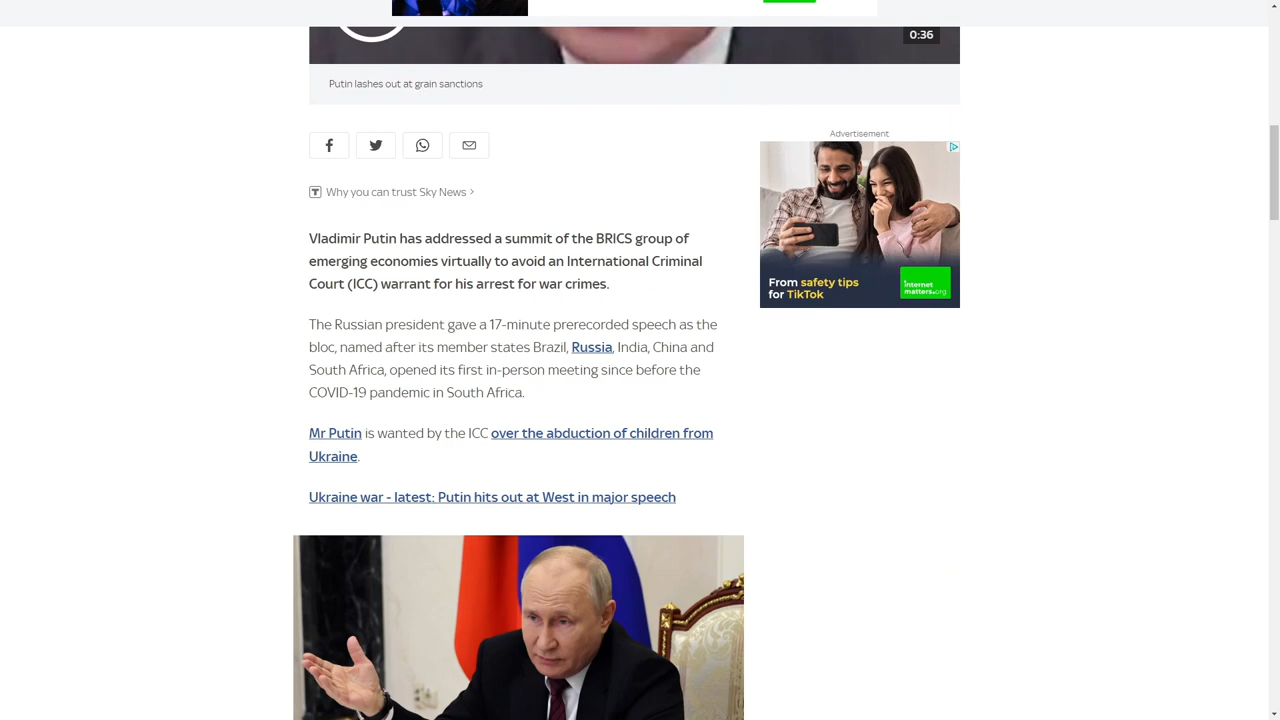 0:36
Putin lashes out at grain sanctions
Why you can trust Sky News >
Vladimir Putin has addressed a summit of the BRICS group of
emerging economies virtually to avoid an International Criminal
Court (ICC) warrant for his arrest for war crimes.
The Russian president gave a 17-minute prerecorded speech as the
bloc, named after its member states Brazil, Russia, India, China and
South Africa, opened its first in-person meeting since before the
COVID-19 pandemic in South Africa.
Mr Putin is wanted by the ICC over the abduction of children from
Ukraine.
Ukraine war - latest: Putin hits out at West in major speech
Advertisement
From safety tips
for TikTok
internet
matters.org